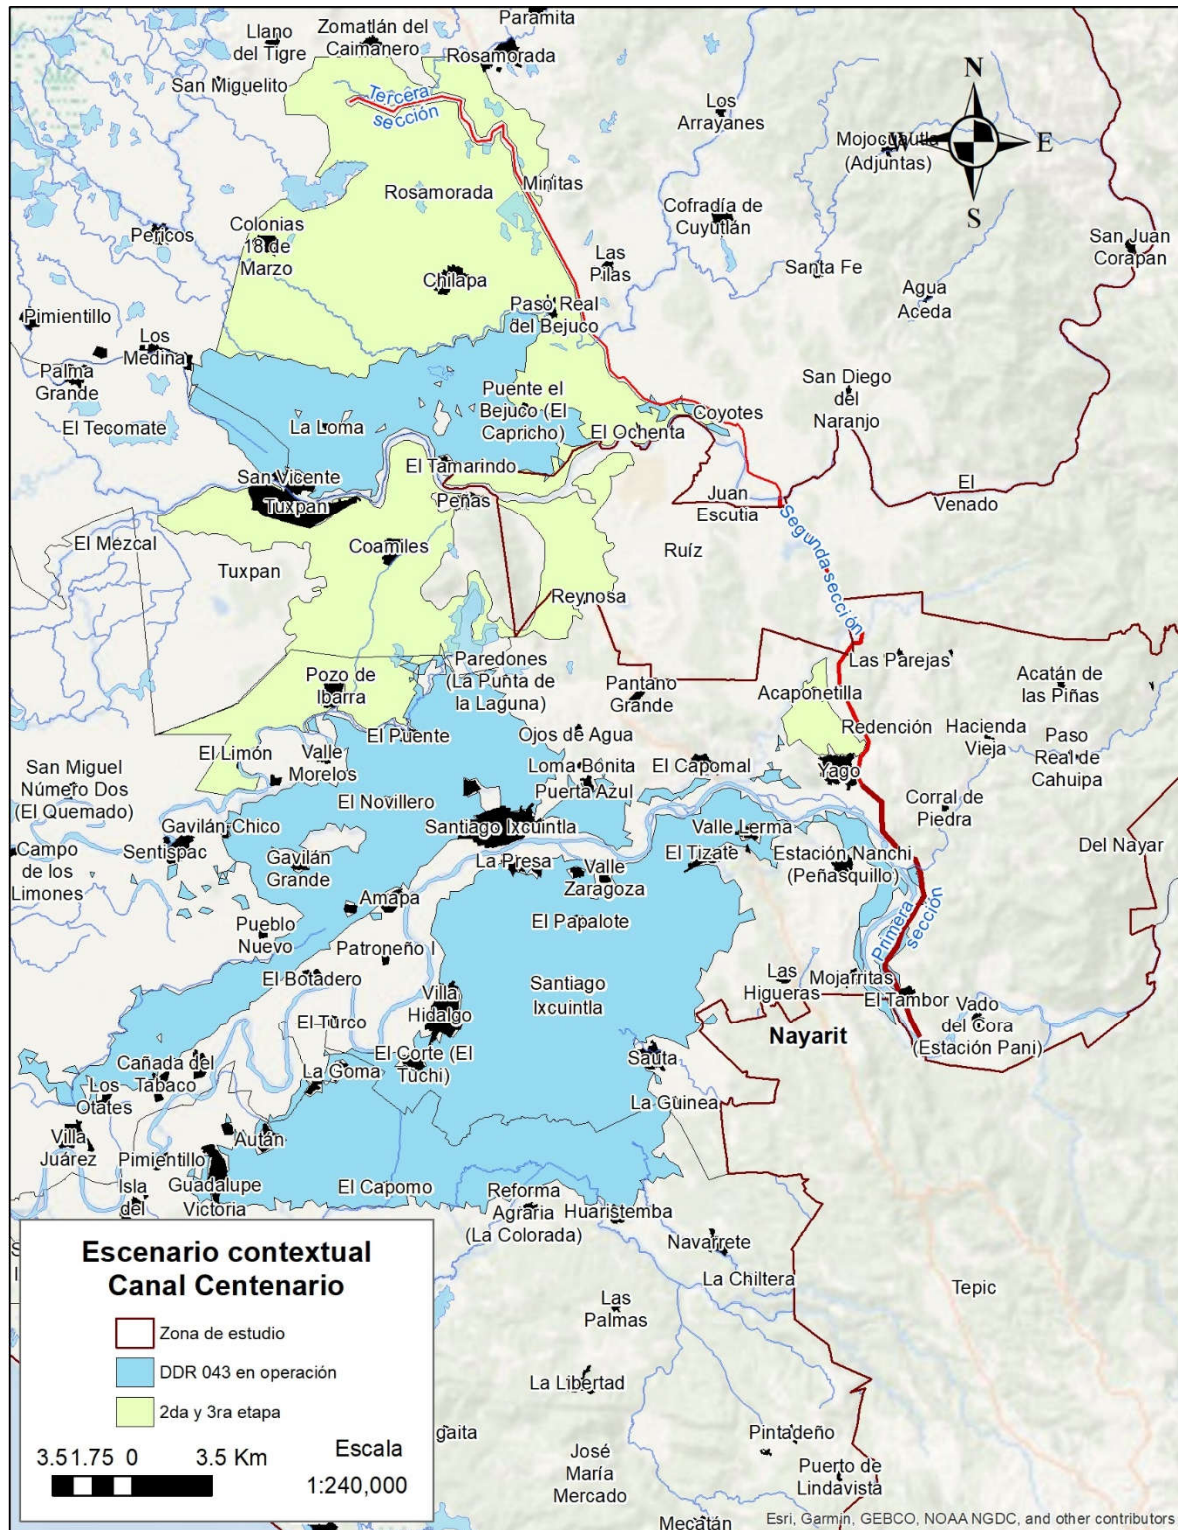 Paramita
Llano
del Tigre
Zomatlán del
Caimanero
Rosamorada
San Miguelito
Tercera
sección
Los
Arrayanes
N
W
E
S
Mojocuautla
(Adjuntas)
Rosamorada
Minitas
Cofradía de
Cuyutlán
Pericos
Colonias
18 de
Marzo
San Juan
Corapan
Chilapa
Las
Pilas
Santa Fe
Agua
Aceda
Pimientillo
Los
Medina
Paso Real
del Bejuco
Palma
Grande
Puente el
Bejuco (El
Capricho)
San Diego
del
Naranjo
El Tecomate
La Loma
Coyotes
El Ochenta
El Tamarindo
San Vicente
Peñas
Tuxpan
Juan
Escutia
El
Venado
Segunda sección
El Mezcal
Coamiles
Ruíz
Tuxpan
Reynosa
Pozo de
Ibarra
Paredones
(La Punta de
la Laguna)
Pantano
Grande
Las Parejas
Acaponetilla
Acatán de
las Piñas
El Puente
Ojos de Agua
Redención
Hacienda
Vieja
Paso
Real de
Cahuipa
El Limón
Valle
Morelos
Loma Bonita
Puerta Azul
El Capomal
Yago
San Miguel
Número Dos
(El Quemado)
El Novillero
Corral de
Piedra
Gavilán Chico
Sentispac
Santiago Ixcuintla
Valle Lerma
Campo
de los
Limones
Gavilán
Grande
La Presa
Valle
Zaragoza
El Tizate
Estación Nanchi
(Peñasquillo)
Del Nayar
Amapa
El Papalote
Primera
sección
Pueblo
Nuevo
Patroneño I
El Botadero
Villa
Hidalgo
Santiago
Ixcuintla
Las
Higueras
Mojarritas
El Tambor
El Turco
Nayarit
Vado
del Cora
(Estación Pani)
Cañada del
Tabaco
El Corte (El
Tuchi)
Sauta
La Goma
Los
Otates
La Guinea
Villa
Juárez
Aután
Pimientillo
Isla
del
Guadalupe
Victoria
El Capomo
Reforma
Agraria
(La Colorada)
Huaristemba
Navarrete
La Chiltera
Tepic
Las
Palmas
La Libertad
gaita
Pintadeño
José
María
Mercado
Puerto de
Lindavista
Mecatán
Escenario contextual
Canal Centenario
Zona de estudio
DDR 043 en operación
2da y 3ra etapa
3.5 1.75 0 3.5 Km
Escala
1:240,000
Esri, Garmin, GEBCO, NOAA NGDC, and other contributors